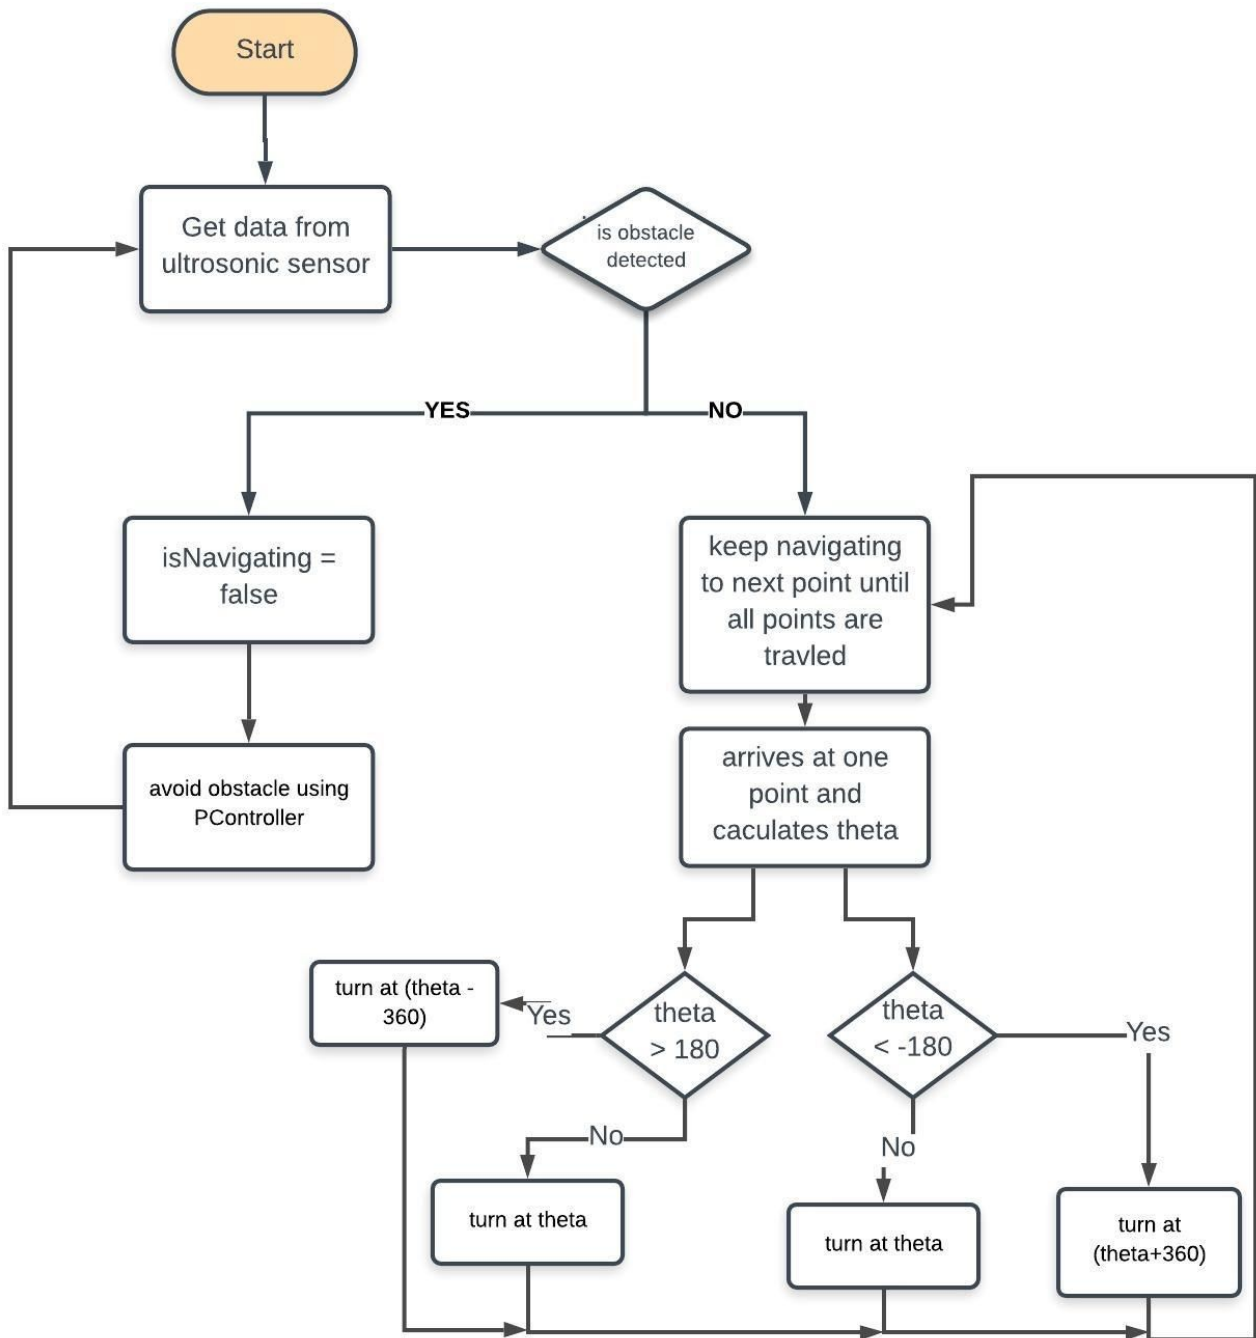 Start
Get data from
ultrosonic sensor
is obstacle
detected
YES
NO
isNavigating =
false
keep navigating
to next point until
all points are
travled
avoid obstacle using
PController
arrives at one
point and
caculates theta
turn at (theta -
360)
Yes
theta
> 180
theta
< -180
Yes
No
No
turn at theta
turn at theta
turn at
(theta+360)